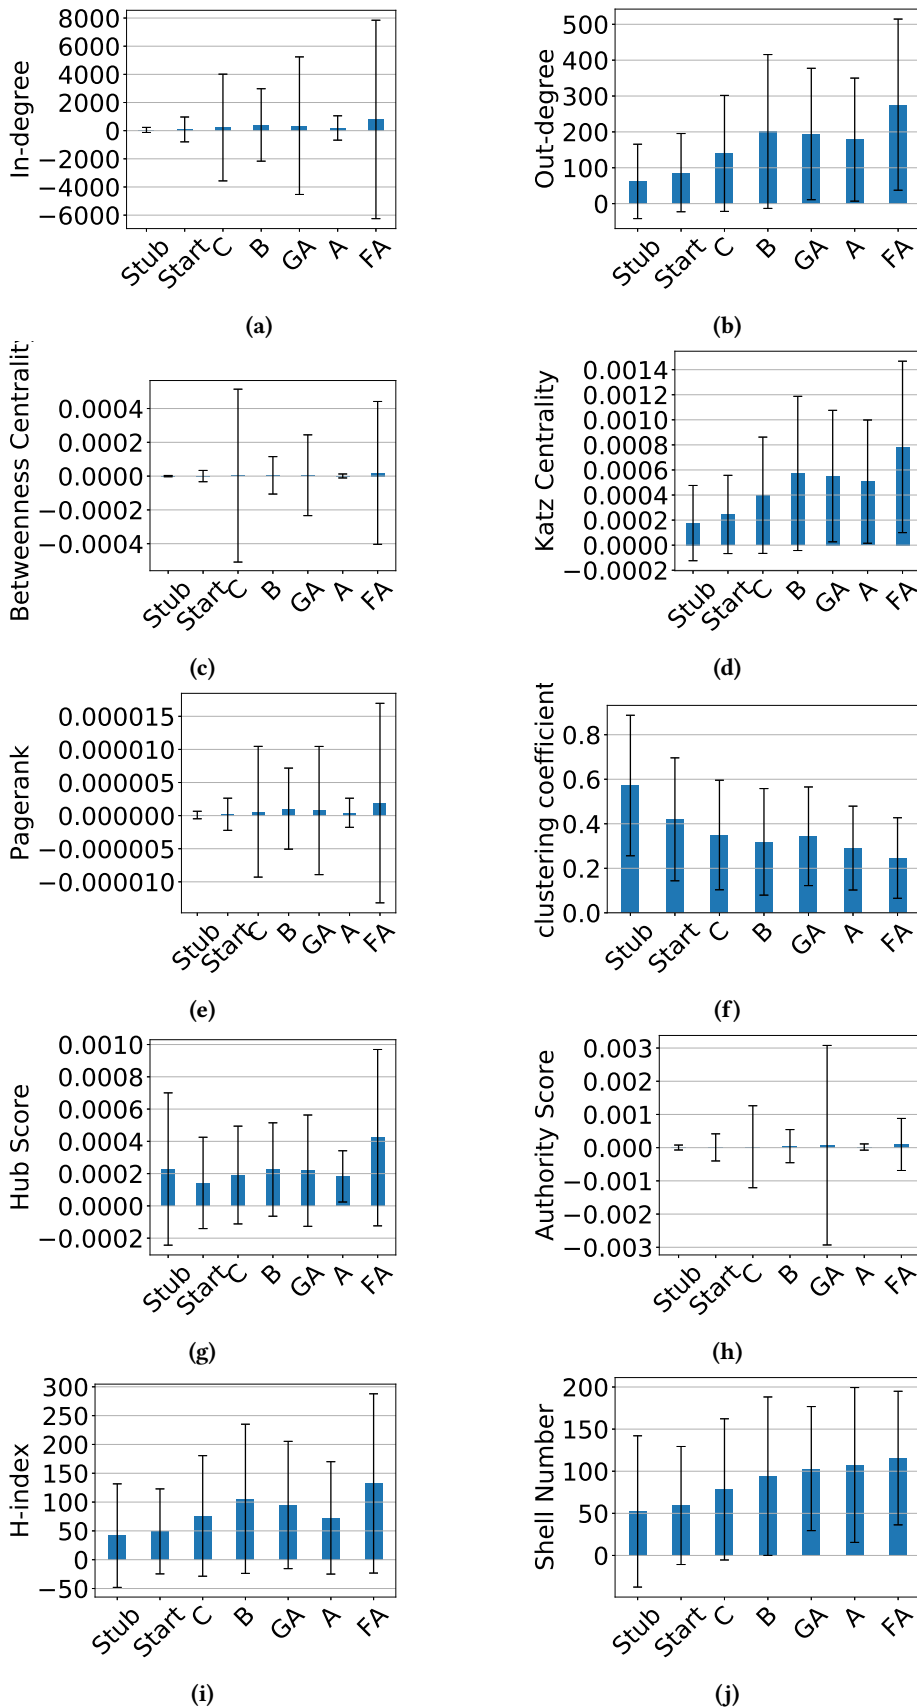 8000
6000
4000
2000
0
−2000
−4000
−6000
In-degree
Stub Start C B GA A FA
(a)
500
400
300
200
100
0
Out-degree
Stub Start C B GA A FA
(b)
0.0004
0.0002
0.0000
−0.0002
−0.0004
Betweenness Centrality
Stub Start C B GA A FA
(c)
0.0014
0.0012
0.0010
0.0008
0.0006
0.0004
0.0002
0.0000
−0.0002
Katz Centrality
Stub Start C B GA A FA
(d)
0.000015
0.000010
0.000005
0.000000
−0.000005
−0.000010
Pagerank
Stub Start C B GA A FA
(e)
0.8
0.6
0.4
0.2
0.0
clustering coefficient
Stub Start C B GA A FA
(f)
0.0010
0.0008
0.0006
0.0004
0.0002
0.0000
−0.0002
Hub Score
Stub Start C B GA A FA
(g)
0.003
0.002
0.001
0.000
−0.001
−0.002
−0.003
Authority Score
Stub Start C B GA A FA
(h)
300
250
200
150
100
50
0
−50
H-index
Stub Start C B GA A FA
(i)
200
150
100
50
0
Shell Number
Stub Start C B GA A FA
(j)